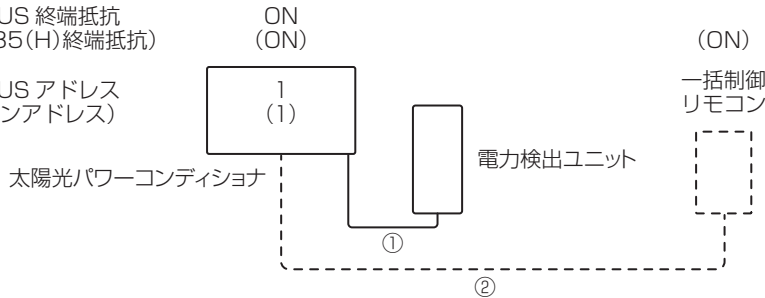 US 終端抵抗 ON
35(H)終端抵抗) (ON) (ON)
US アドレス 1 一括制御
ンアドレス) (1) リモコン
太陽光パワーコンディショナ
電力検出ユニット
①
②